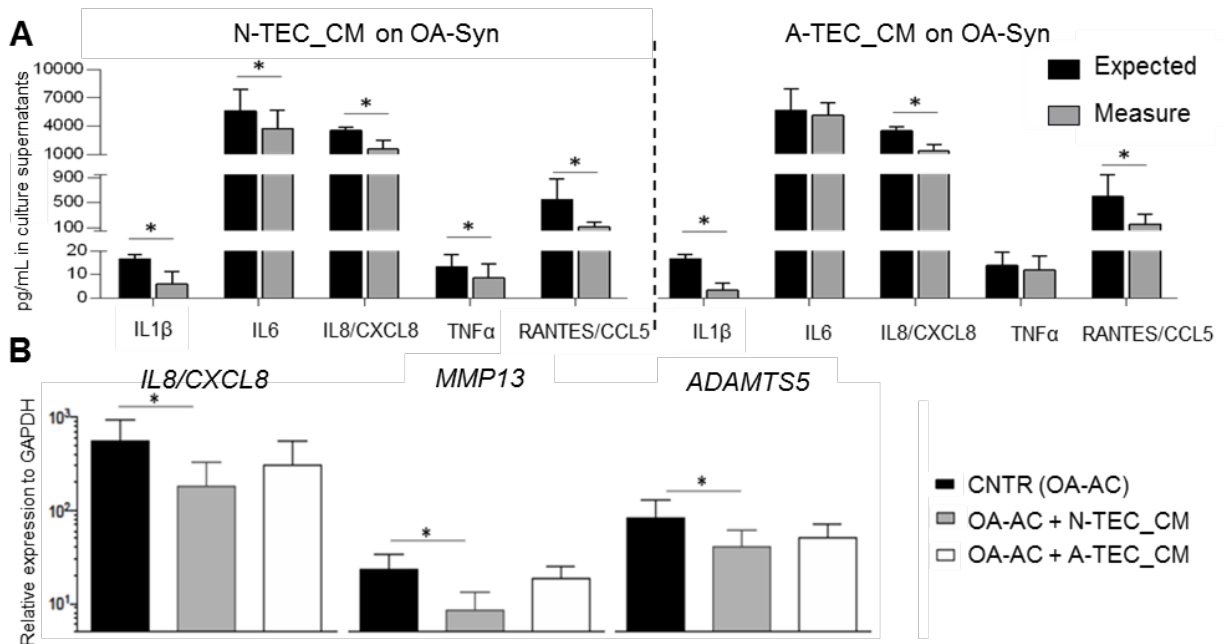 A
N-TEC_CM on OA-Syn
A-TEC_CM on OA-Syn
Expected
Measure
pg/mL in culture supernatants
10000
7000
4000
1000
900
500
100
20
10
0
* * * * *
* * *
IL1β IL6 IL8/CXCL8 TNFα RANTES/CCL5
IL1β IL6 IL8/CXCL8 TNFα RANTES/CCL5
B
IL8/CXCL8 MMP13 ADAMTS5
Relative expression to GAPDH
10³
10²
10¹
* * *
CNTR (OA-AC)
OA-AC + N-TEC_CM
OA-AC + A-TEC_CM